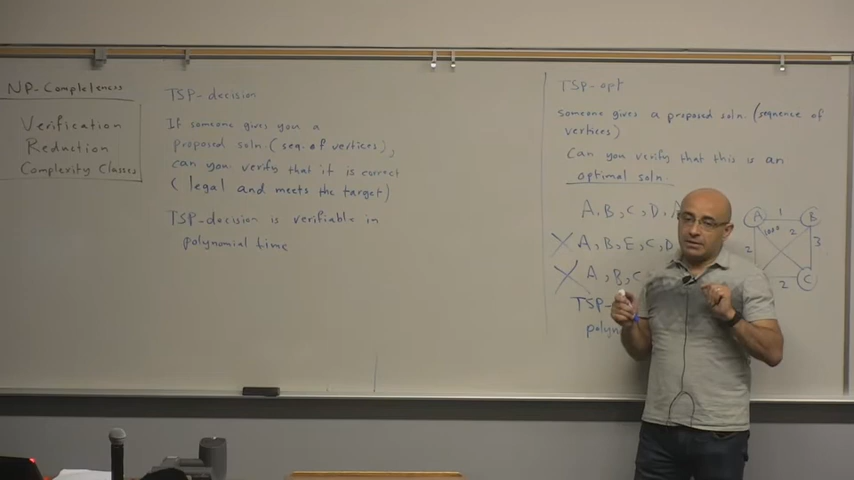 NP-Completeness
Verification
Reduction
Complexity Classes
TSP-decision
If someone gives you a
proposed soln. (seq. of vertices),
can you verify that it is correct
(legal and meets the target)
TSP-decision is verifiable in
polynomial time
TSP-opt
someone gives a proposed soln. (sequence of
vertices)
Can you verify that this is an
optimal soln.
A, B, C, D, A
A, B, E, C, D
A, B, C
TSP-
polyn
A 1 B
1000 2
2 3
C
2